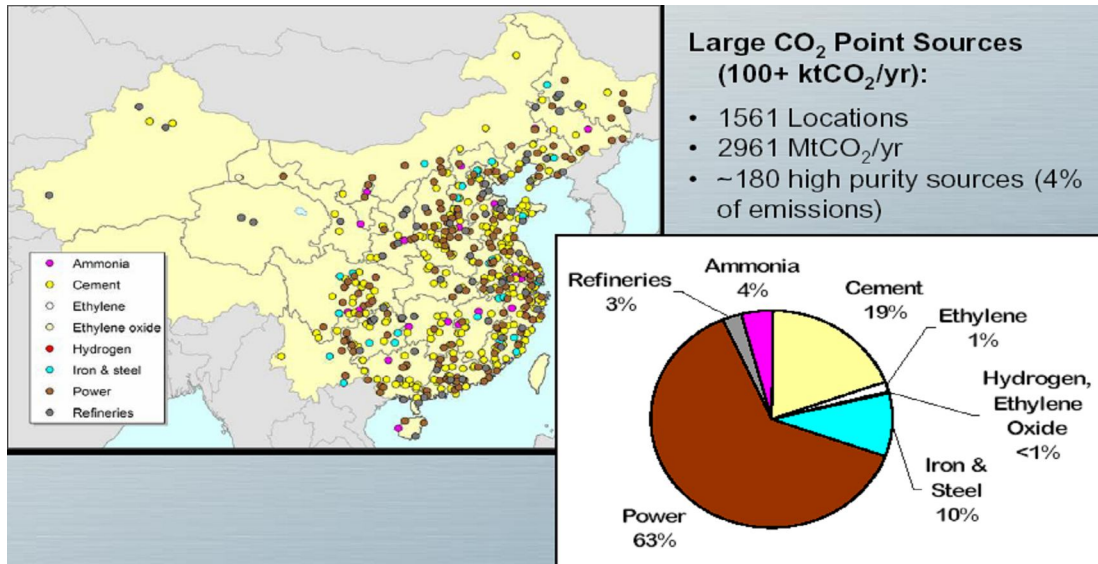 Large CO₂ Point Sources
(100+ ktCO₂/yr):
• 1561 Locations
• 2961 MtCO₂/yr
• ~180 high purity sources (4%
of emissions)
Ammonia
Cement
Ethylene
Ethylene oxide
Hydrogen
Iron & steel
Power
Refineries
Refineries
3%
Ammonia
4%
Cement
19%
Ethylene
1%
Hydrogen,
Ethylene
Oxide
<1%
Iron &
Steel
10%
Power
63%